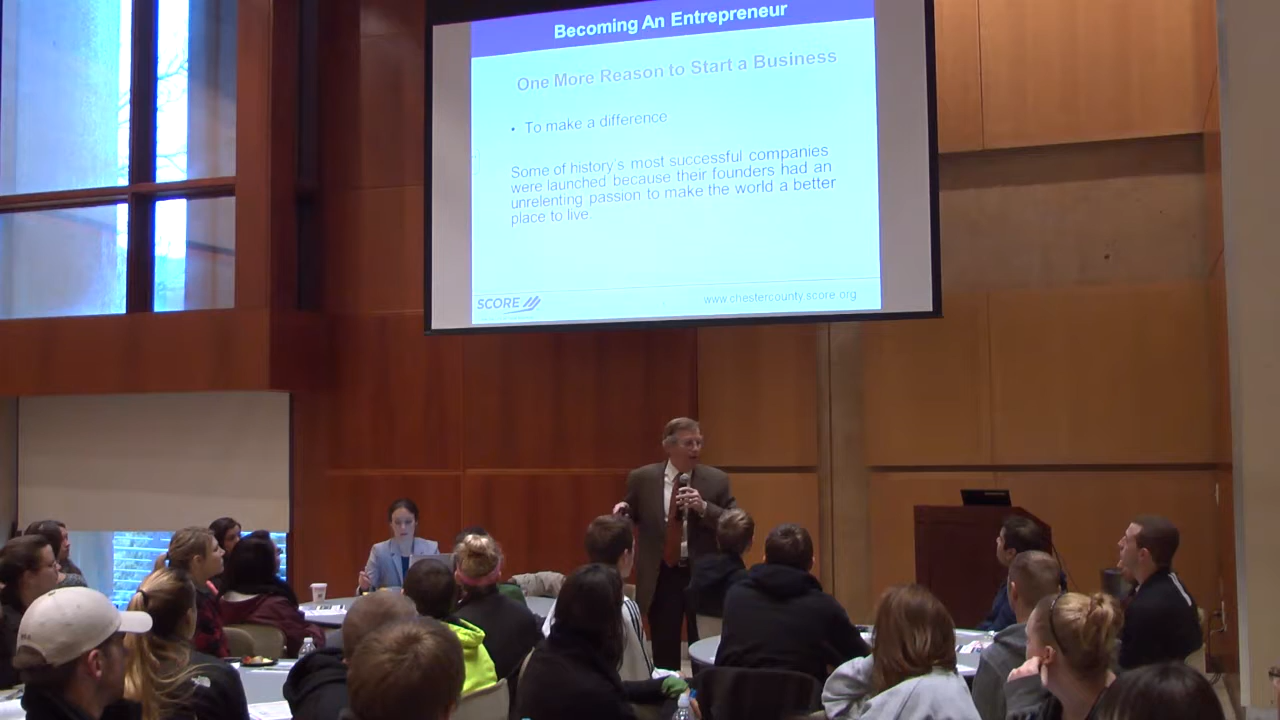 Becoming An Entrepreneur
One More Reason to Start a Business
• To make a difference
Some of history's most successful companies
were launched because their founders had an
unrelenting passion to make the world a better
place to live.
SCORE
www.chestercounty.score.org